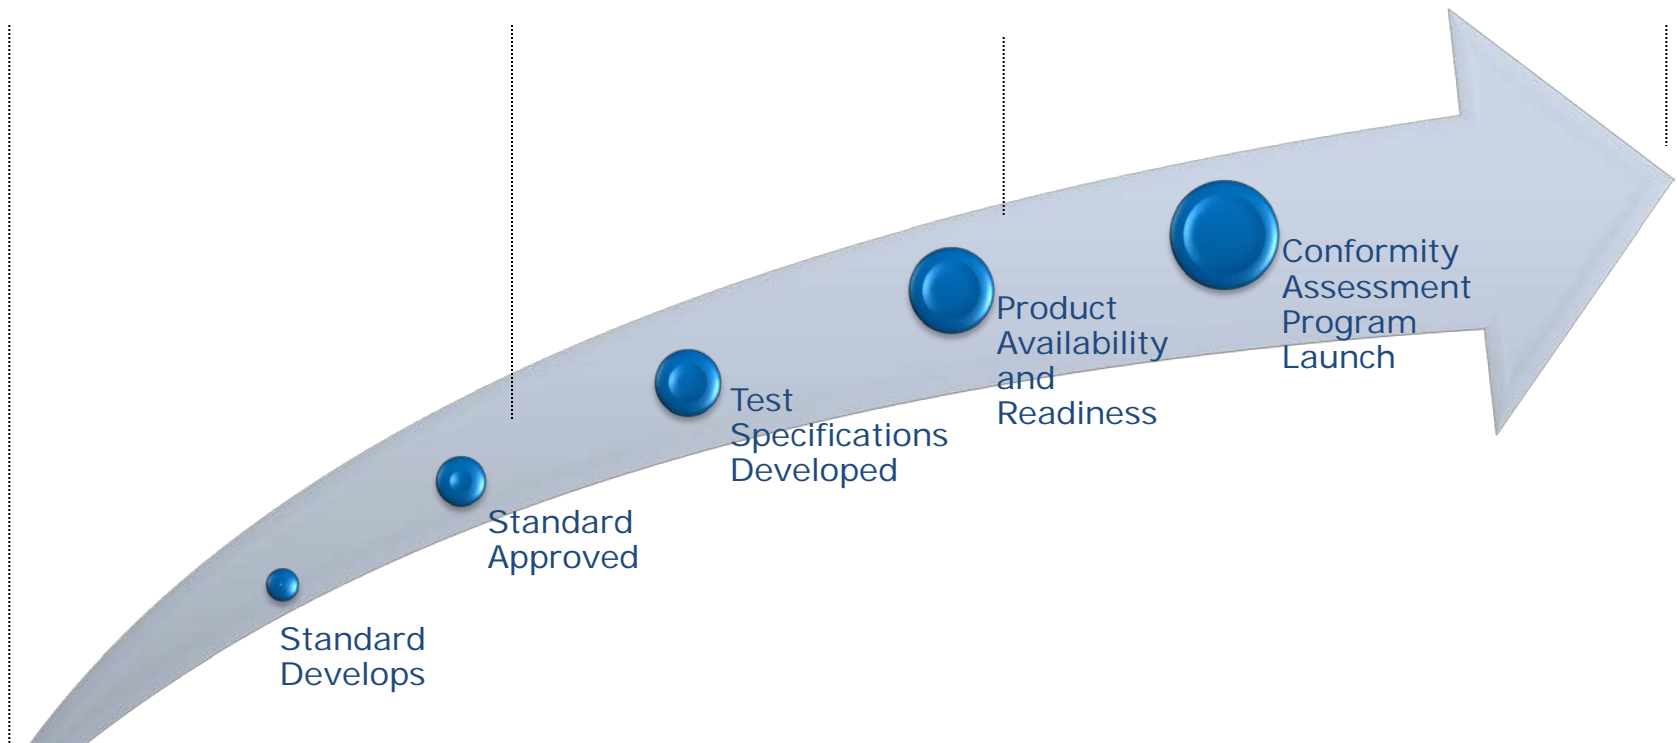 Standard
Develops
Standard
Approved
Test
Specifications
Developed
Product
Availability
and
Readiness
Conformity
Assessment
Program
Launch